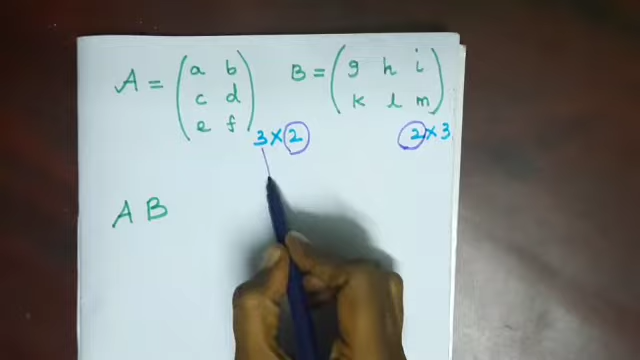 A = ( a b B = ( g h i
c d k l m )
e f ) 3 × 2 2 × 3
A B